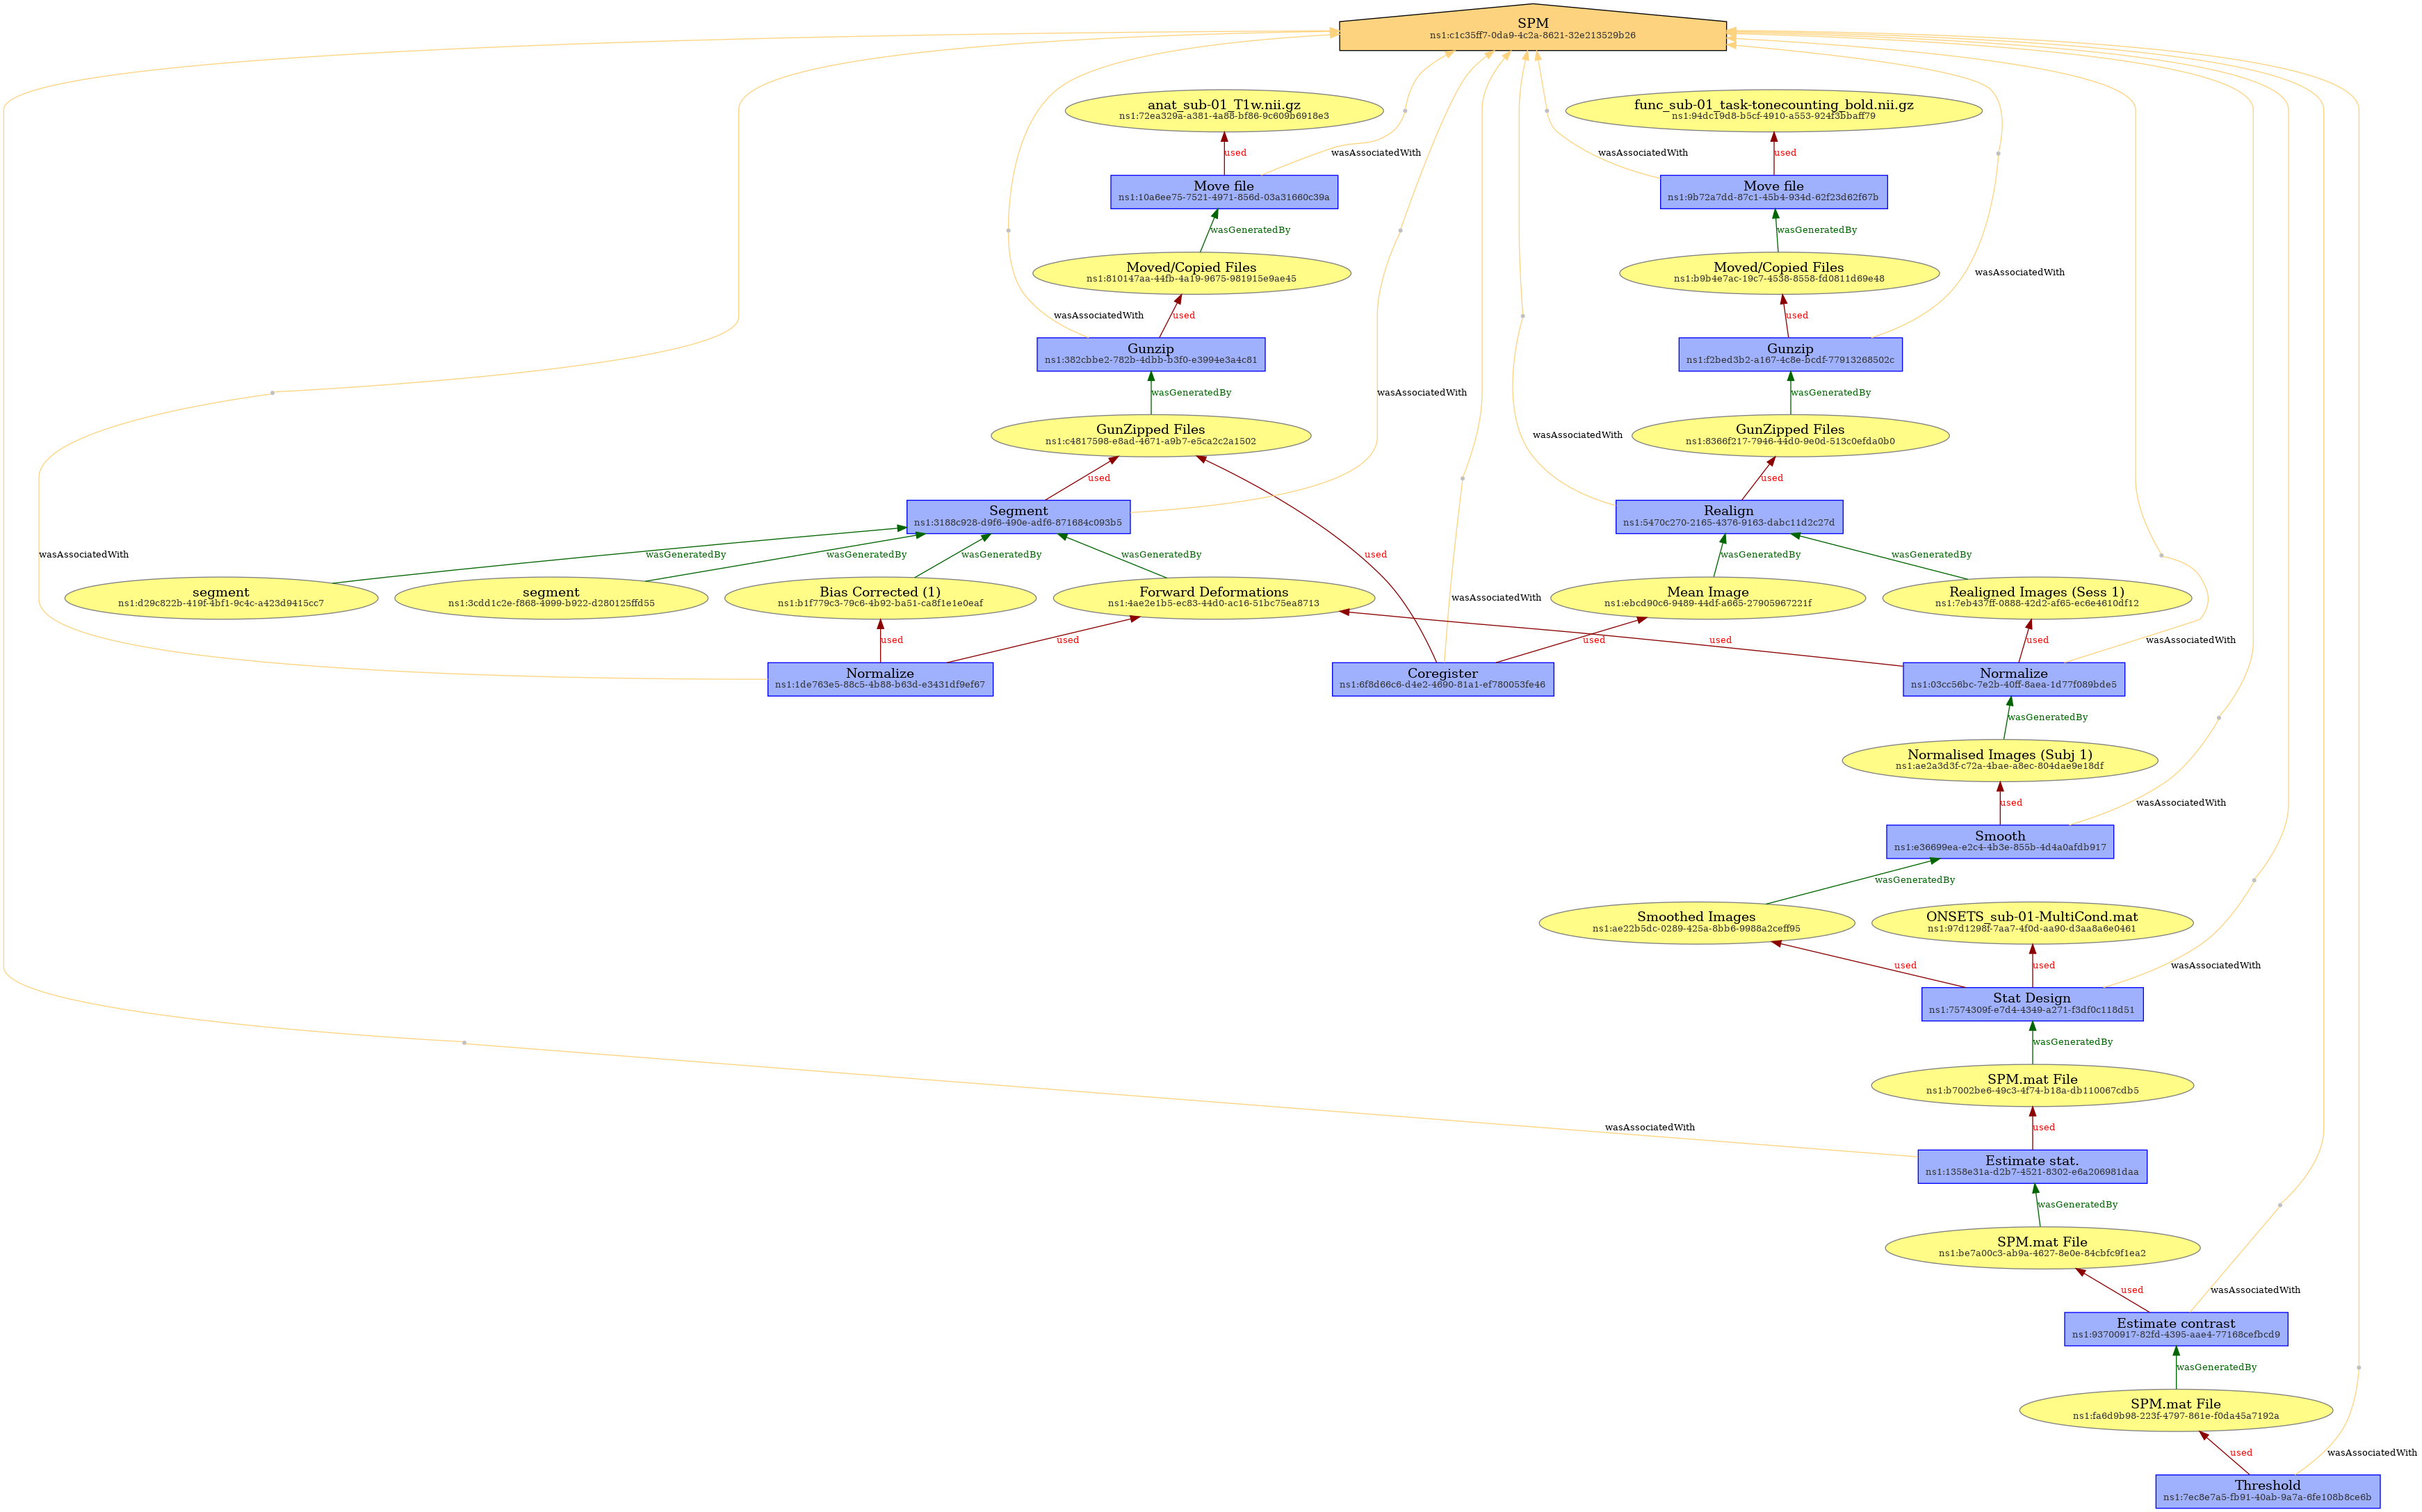 SPM
ns1:c1c35ff7-0da9-4c2a-8621-32e213529b26
anat_sub-01_T1w.nii.gz
ns1:72ea329a-a381-4a88-bf86-9c609b6918e3
func_sub-01_task-tonecounting_bold.nii.gz
ns1:94dc19d8-b5cf-4910-a553-924f3bbaff79
used
wasAssociatedWith
wasAssociatedWith
used
Move file
ns1:10a6ee75-7521-4971-856d-03a31660c39a
Move file
ns1:9b72a7dd-87c1-45b4-934d-62f23d62f67b
wasGeneratedBy
wasGeneratedBy
Moved/Copied Files
ns1:810147aa-44fb-4a19-9675-981915e9ae45
Moved/Copied Files
ns1:b9b4e7ac-19c7-4538-8558-fd0811d69e48
wasAssociatedWith
wasAssociatedWith
used
used
Gunzip
ns1:382cbbe2-782b-4dbb-b3f0-e3994e3a4c81
Gunzip
ns1:f2bed3b2-a167-4c8e-bcdf-77913268502c
wasGeneratedBy
wasAssociatedWith
wasGeneratedBy
GunZipped Files
ns1:c4817598-e8ad-4671-a9b7-e5ca2c2a1502
wasAssociatedWith
GunZipped Files
ns1:8366f217-7946-44d0-9e0d-513c0efda0b0
used
used
Segment
ns1:3188c928-d9f6-490e-adf6-871684c093b5
Realign
ns1:5470c270-2165-4376-9163-dabc11d2c27d
wasAssociatedWith
wasGeneratedBy
wasGeneratedBy
wasGeneratedBy
wasGeneratedBy
used
wasGeneratedBy
wasGeneratedBy
segment
ns1:d29c822b-419f-4bf1-9c4c-a423d9415cc7
segment
ns1:3cdd1c2e-f868-4999-b922-d280125ffd55
Bias Corrected (1)
ns1:b1f779c3-79c6-4b92-ba51-ca8f1e1e0eaf
Forward Deformations
ns1:4ae2e1b5-ec83-44d0-ac16-51bc75ea8713
wasAssociatedWith
Mean Image
ns1:ebcd90c6-9489-44df-a665-27905967221f
Realigned Images (Sess 1)
ns1:7eb437ff-0888-42d2-af65-ec6e4610df12
used
used
used
used
used
wasAssociatedWith
Normalize
ns1:1de763e5-88c5-4b88-b63d-e3431df9ef67
Coregister
ns1:6f8d66c6-d4e2-4690-81a1-ef780053fe46
Normalize
ns1:03cc56bc-7e2b-40ff-8aea-1d77f089bde5
wasGeneratedBy
Normalised Images (Subj 1)
ns1:ae2a3d3f-c72a-4bae-a8ec-804dae9e18df
used
wasAssociatedWith
Smooth
ns1:e36699ea-e2c4-4b3e-855b-4d4a0afdb917
wasGeneratedBy
Smoothed Images
ns1:ae22b5dc-0289-425a-8bb6-9988a2ceff95
ONSETS_sub-01-MultiCond.mat
ns1:97d1298f-7aa7-4f0d-aa90-d3aa8a6e0461
used
used
wasAssociatedWith
Stat Design
ns1:7574309f-e7d4-4349-a271-f3df0c118d51
wasGeneratedBy
SPM.mat File
ns1:b7002be6-49c3-4f74-b18a-db110067cdb5
wasAssociatedWith
used
Estimate stat.
ns1:1358e31a-d2b7-4521-8302-e6a206981daa
wasGeneratedBy
SPM.mat File
ns1:be7a00c3-ab9a-4627-8e0e-84cbfc9f1ea2
used
wasAssociatedWith
Estimate contrast
ns1:93700917-82fd-4395-aae4-77168cefbcd9
wasGeneratedBy
SPM.mat File
ns1:fa6d9b98-223f-4797-861e-f0da45a7192a
used
wasAssociatedWith
Threshold
ns1:7ec8e7a5-fb91-40ab-9a7a-6fe108b8ce6b